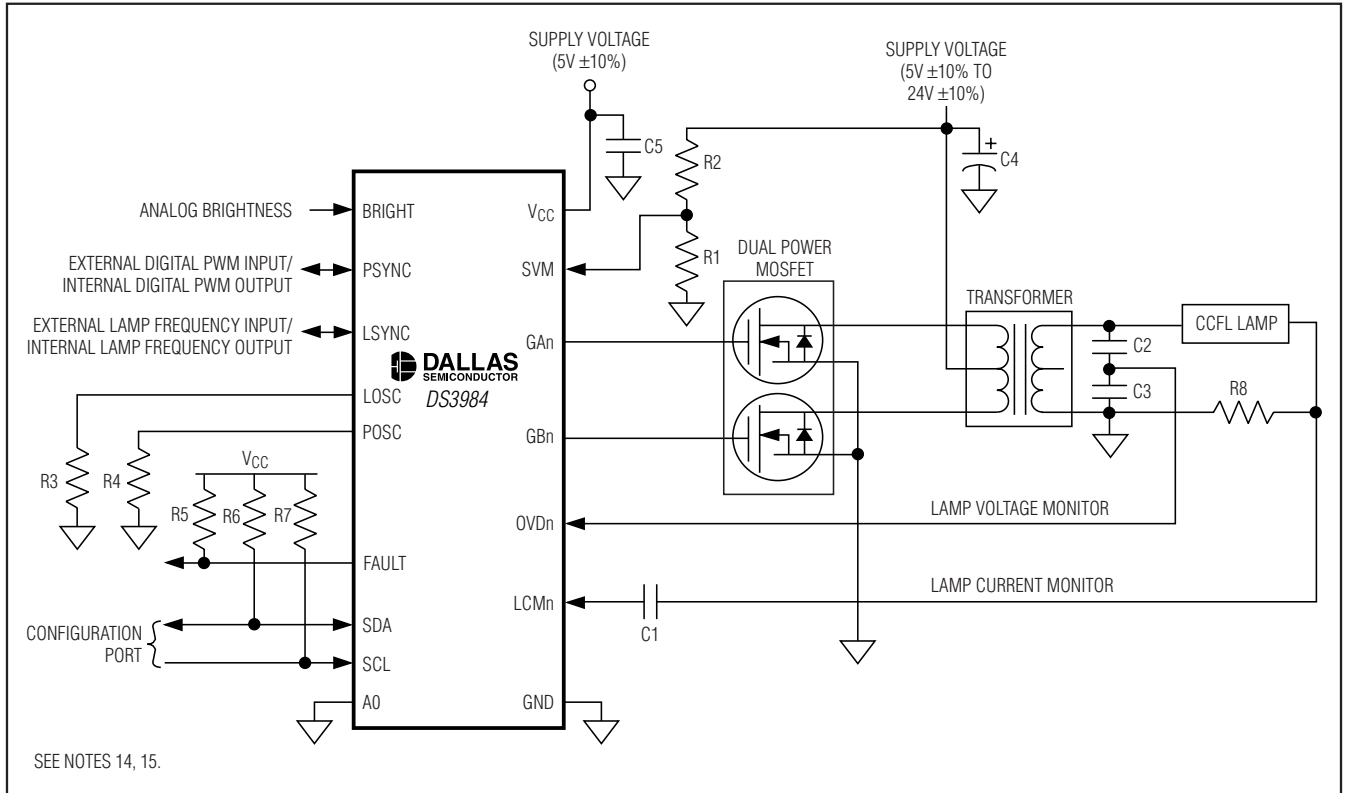 SUPPLY VOLTAGE
(5V ±10%)
SUPPLY VOLTAGE
(5V ±10% TO
24V ±10%)
C5
R2
+
C4
ANALOG BRIGHTNESS
BRIGHT
VCC
R1
DUAL POWER
MOSFET
EXTERNAL DIGITAL PWM INPUT/
INTERNAL DIGITAL PWM OUTPUT
PSYNC
SVM
TRANSFORMER
EXTERNAL LAMP FREQUENCY INPUT/
INTERNAL LAMP FREQUENCY OUTPUT
LSYNC
GAn
CCFL LAMP
C2
DALLAS
SEMICONDUCTOR
DS3984
LOSC
C3
R8
POSC
GBn
VCC
R3
R4
R5
R6
R7
OVDn
LAMP VOLTAGE MONITOR
FAULT
LCMn
C1
LAMP CURRENT MONITOR
CONFIGURATION
PORT
SDA
SCL
A0
GND
SEE NOTES 14, 15.